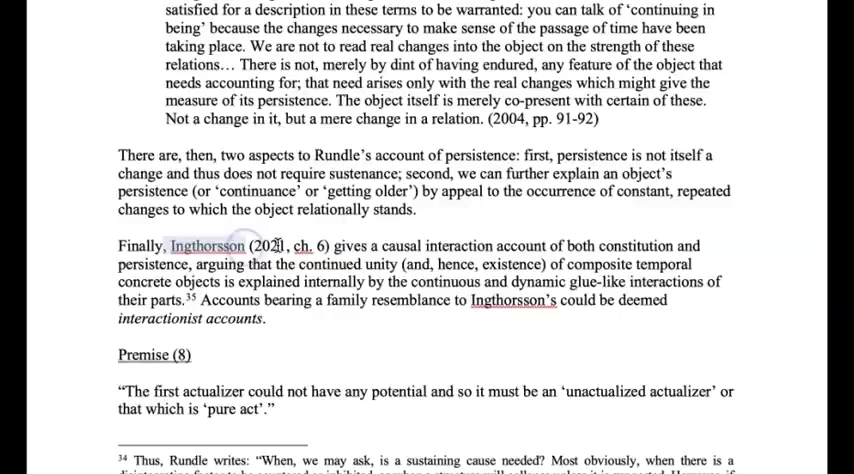 satisfied for a description in these terms to be warranted: you can talk of ‘continuing in
being’ because the changes necessary to make sense of the passage of time have been
taking place. We are not to read real changes into the object on the strength of these
relations… There is not, merely by dint of having endured, any feature of the object that
needs accounting for; that need arises only with the real changes which might give the
measure of its persistence. The object itself is merely co-present with certain of these.
Not a change in it, but a mere change in a relation. (2004, pp. 91-92)
There are, then, two aspects to Rundle’s account of persistence: first, persistence is not itself a
change and thus does not require sustenance; second, we can further explain an object’s
persistence (or ‘continuance’ or ‘getting older’) by appeal to the occurrence of constant, repeated
changes to which the object relationally stands.
Finally, Ingthorsson (2021, ch. 6) gives a causal interaction account of both constitution and
persistence, arguing that the continued unity (and, hence, existence) of composite temporal
concrete objects is explained internally by the continuous and dynamic glue-like interactions of
their parts.³⁵ Accounts bearing a family resemblance to Ingthorsson’s could be deemed
interactionist accounts.
Premise (8)
“The first actualizer could not have any potential and so it must be an ‘unactualized actualizer’ or
that which is ‘pure act’.”
³⁴ Thus, Rundle writes: “When, we may ask, is a sustaining cause needed? Most obviously, when there is a